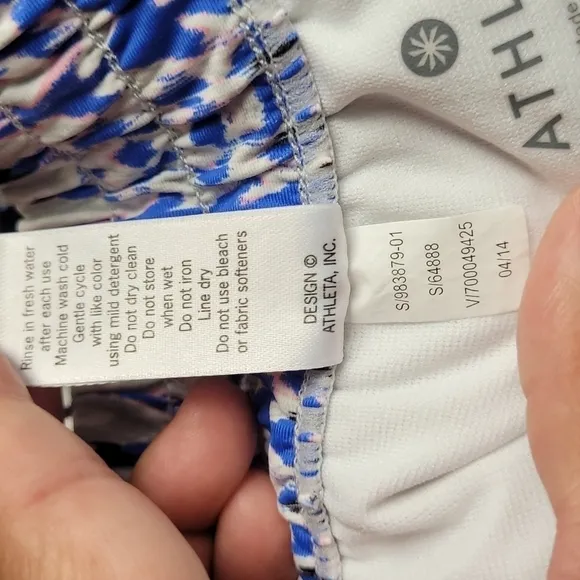 Rinse in fresh water
after each use
Machine wash cold
Gentle cycle
with like color
using mild detergent
Do not dry clean
Do not store
when wet
Do not iron
Line dry
Do not use bleach
or fabric softeners
DESIGN ©
ATHLETA, INC.
S/983879-01
S/64888
V/700049425
04/14
ATHL